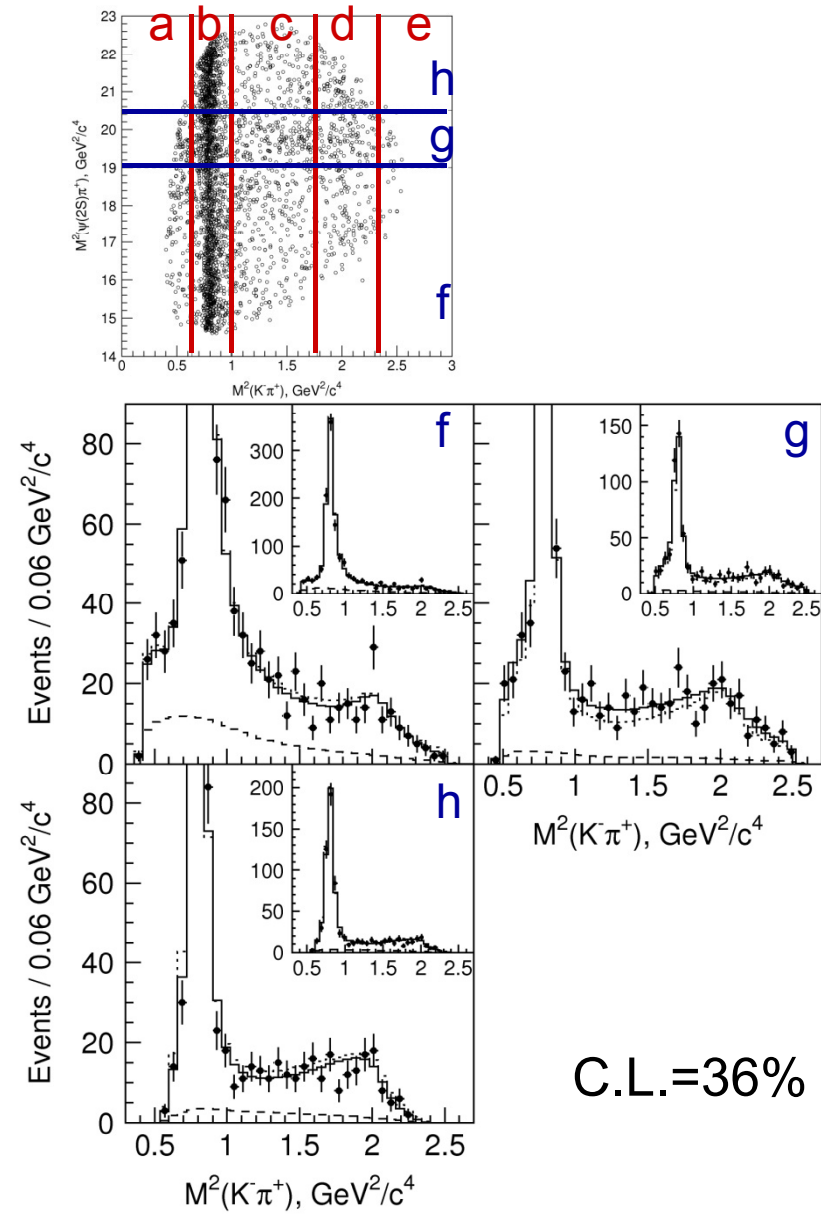 a b c d e
h
g
f
M²(ψ(2S)π⁺), GeV²/c⁴
23
22
21
20
19
18
17
16
15
14
0 0.5 1 1.5 2 2.5 3
M²(K⁻π⁺), GeV²/c⁴
f
Events / 0.06 GeV²/c⁴
80
60
40
20
0
300
200
100
0
0.5 1 1.5 2 2.5
g
150
100
50
0
0.5 1 1.5 2 2.5
0.5 1 1.5 2 2.5
M²(K⁻π⁺), GeV²/c⁴
h
Events / 0.06 GeV²/c⁴
80
60
40
20
0
200
150
100
50
0
0.5 1 1.5 2 2.5
0.5 1 1.5 2 2.5
M²(K⁻π⁺), GeV²/c⁴
C.L.=36%